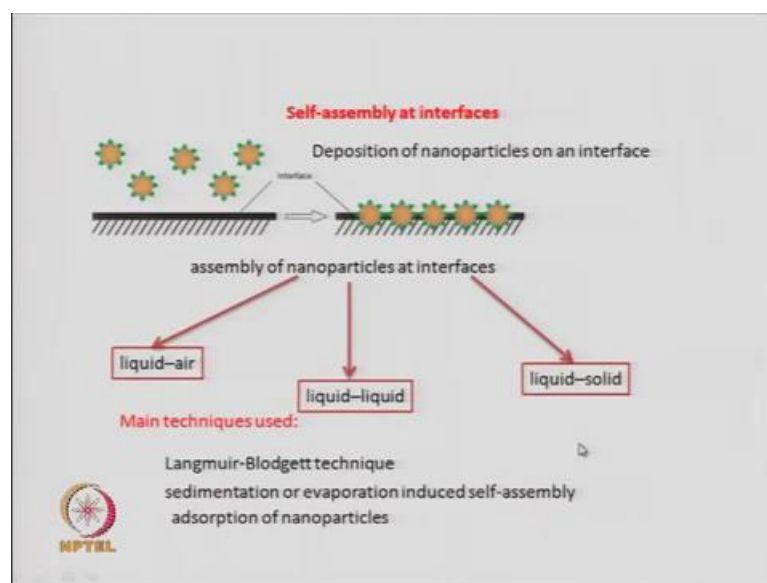 Self-assembly at interfaces
Deposition of nanoparticles on an interface
interface
assembly of nanoparticles at interfaces
liquid–air
liquid–liquid
liquid–solid
Main techniques used:
Langmuir-Blodgett technique
sedimentation or evaporation induced self-assembly
adsorption of nanoparticles
NPTEL